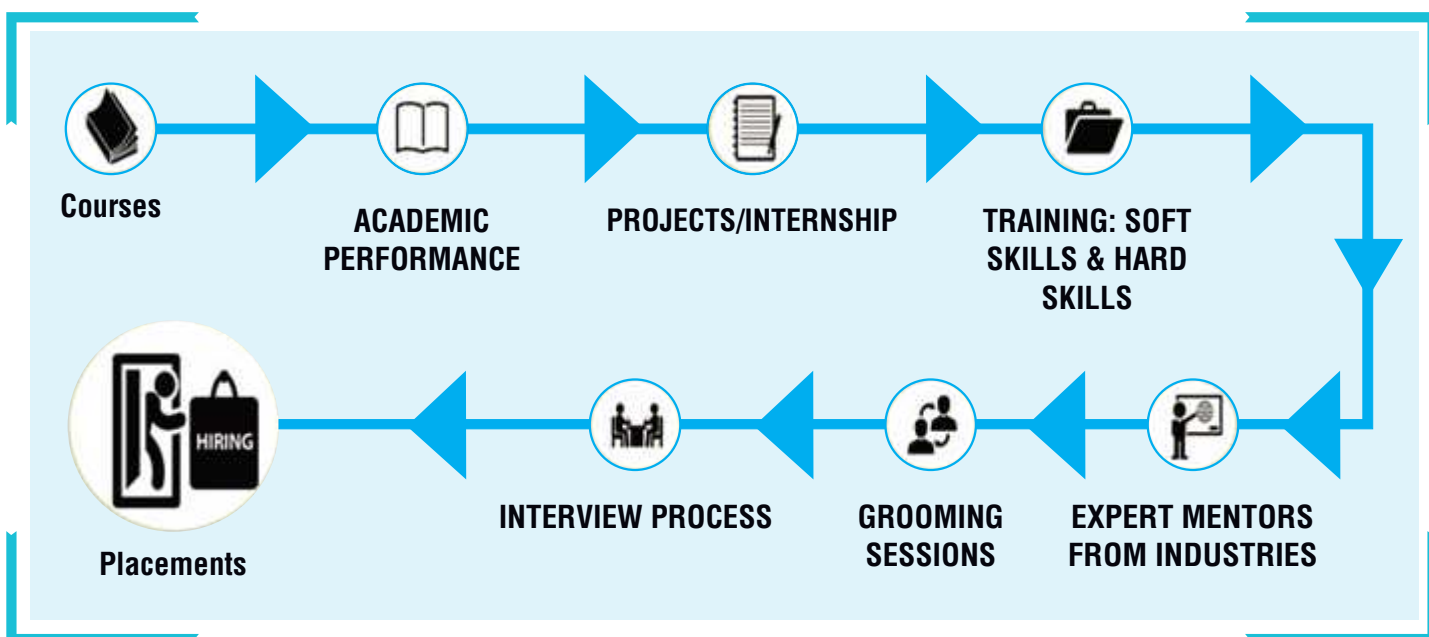 Courses
ACADEMIC
PERFORMANCE
PROJECTS/INTERNSHIP
TRAINING: SOFT
SKILLS & HARD
SKILLS
EXPERT MENTORS
FROM INDUSTRIES
GROOMING
SESSIONS
INTERVIEW PROCESS
HIRING
Placements